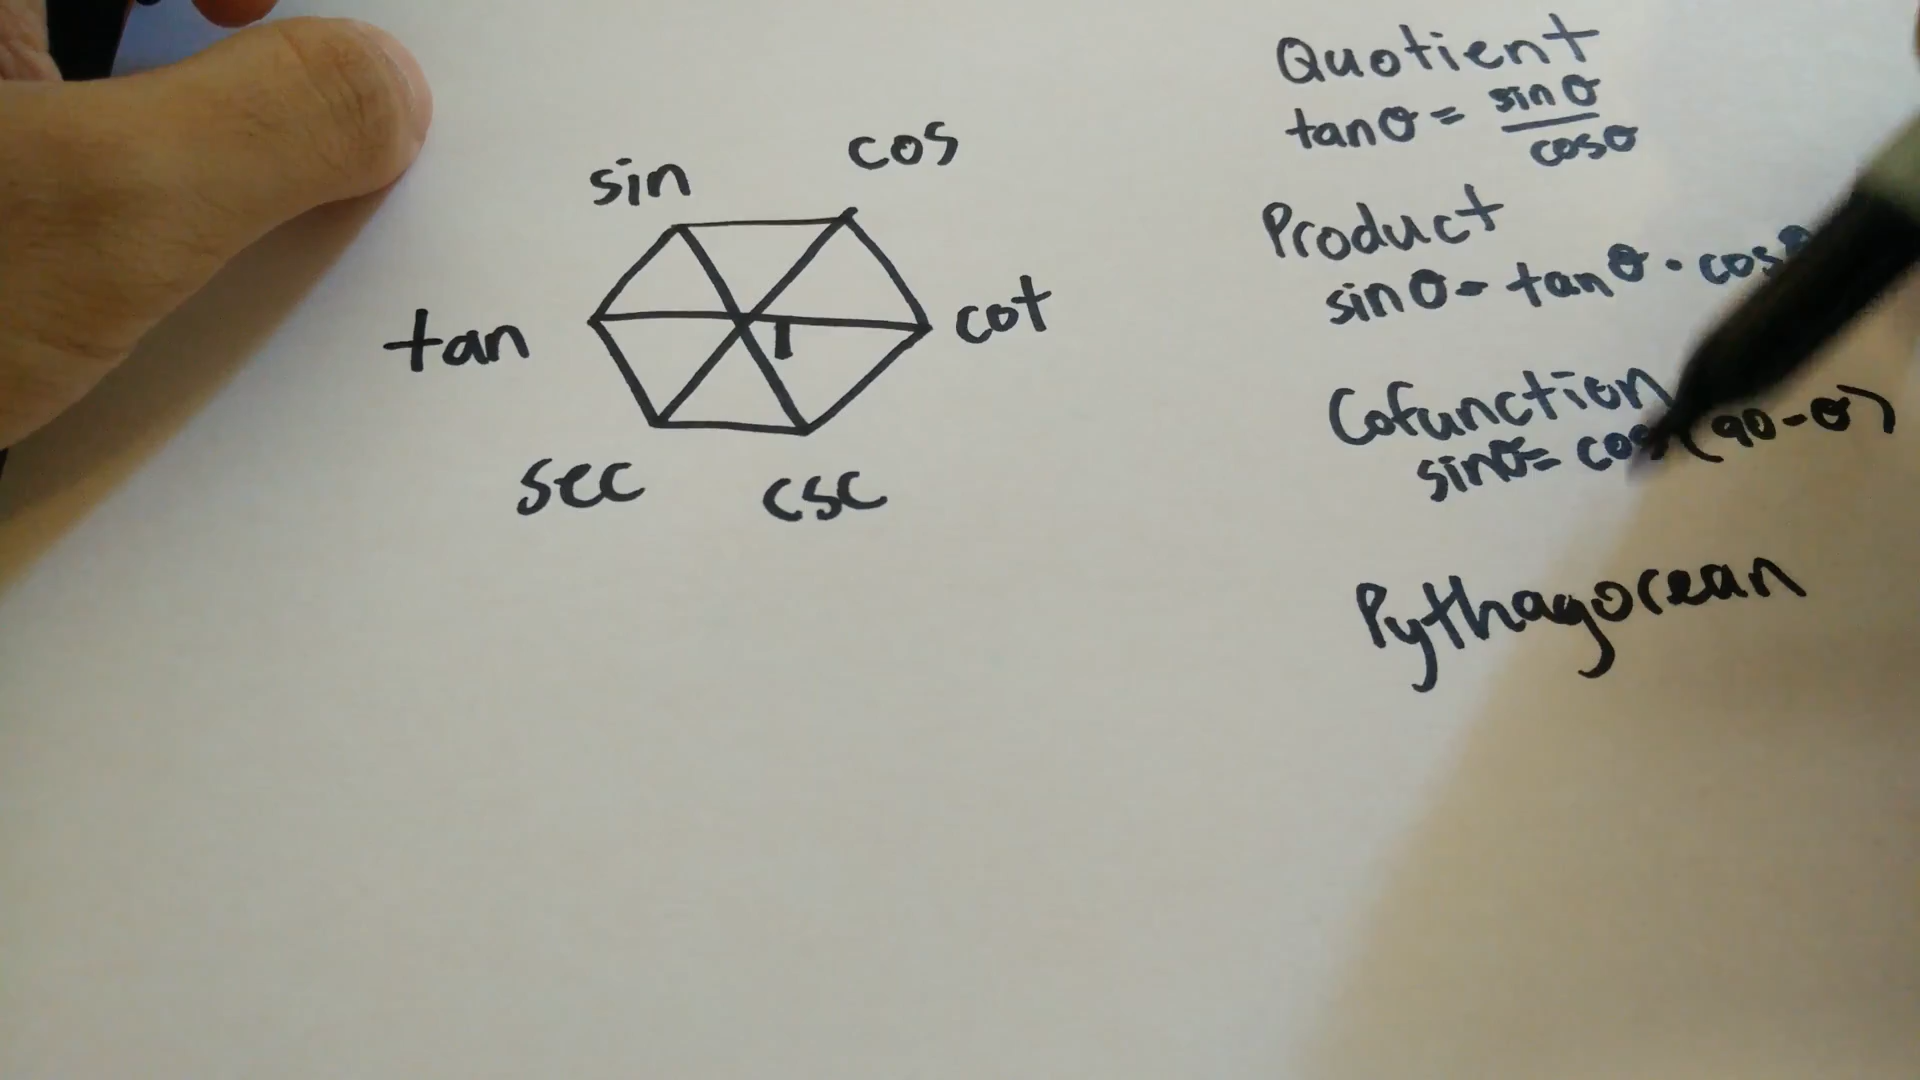 sin
cos
tan
1
cot
sec
csc
Quotient
tanθ = sinθ
cosθ
Product
sinθ = tanθ · cosθ
Cofunction
sinθ = cos(90-θ)
Pythagorean